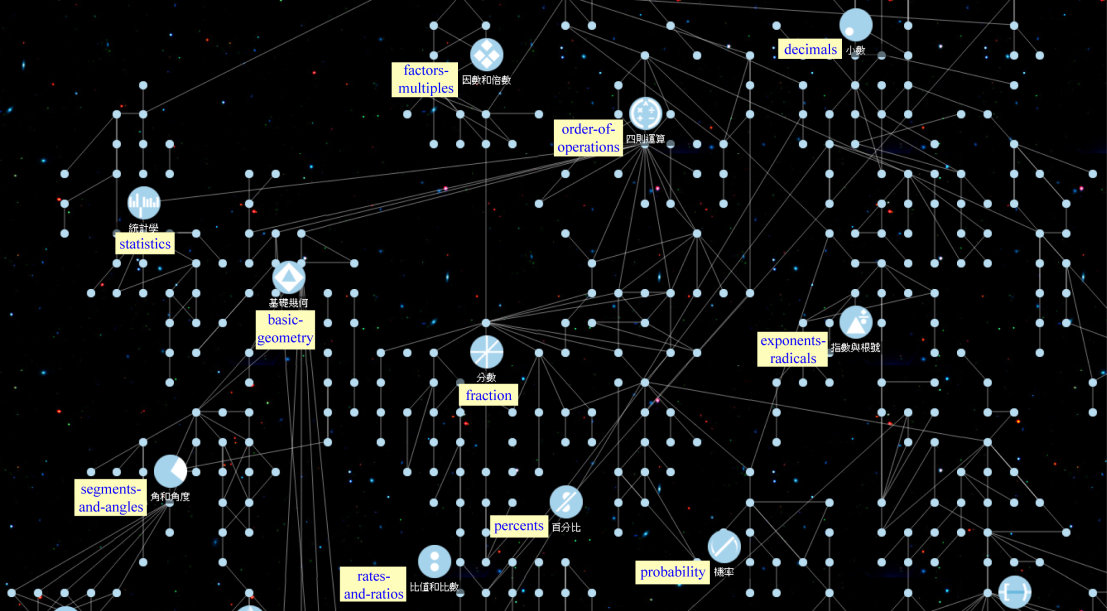 decimals
小數
factors-
multiples
因數和倍數
order-of-
operations
四則運算
統計學
statistics
基礎幾何
basic-
geometry
exponents-
radicals
指數與根號
分數
fraction
segments-
and-angles
角和角度
percents
百分比
rates-
and-ratios
比值和比數
probability
機率